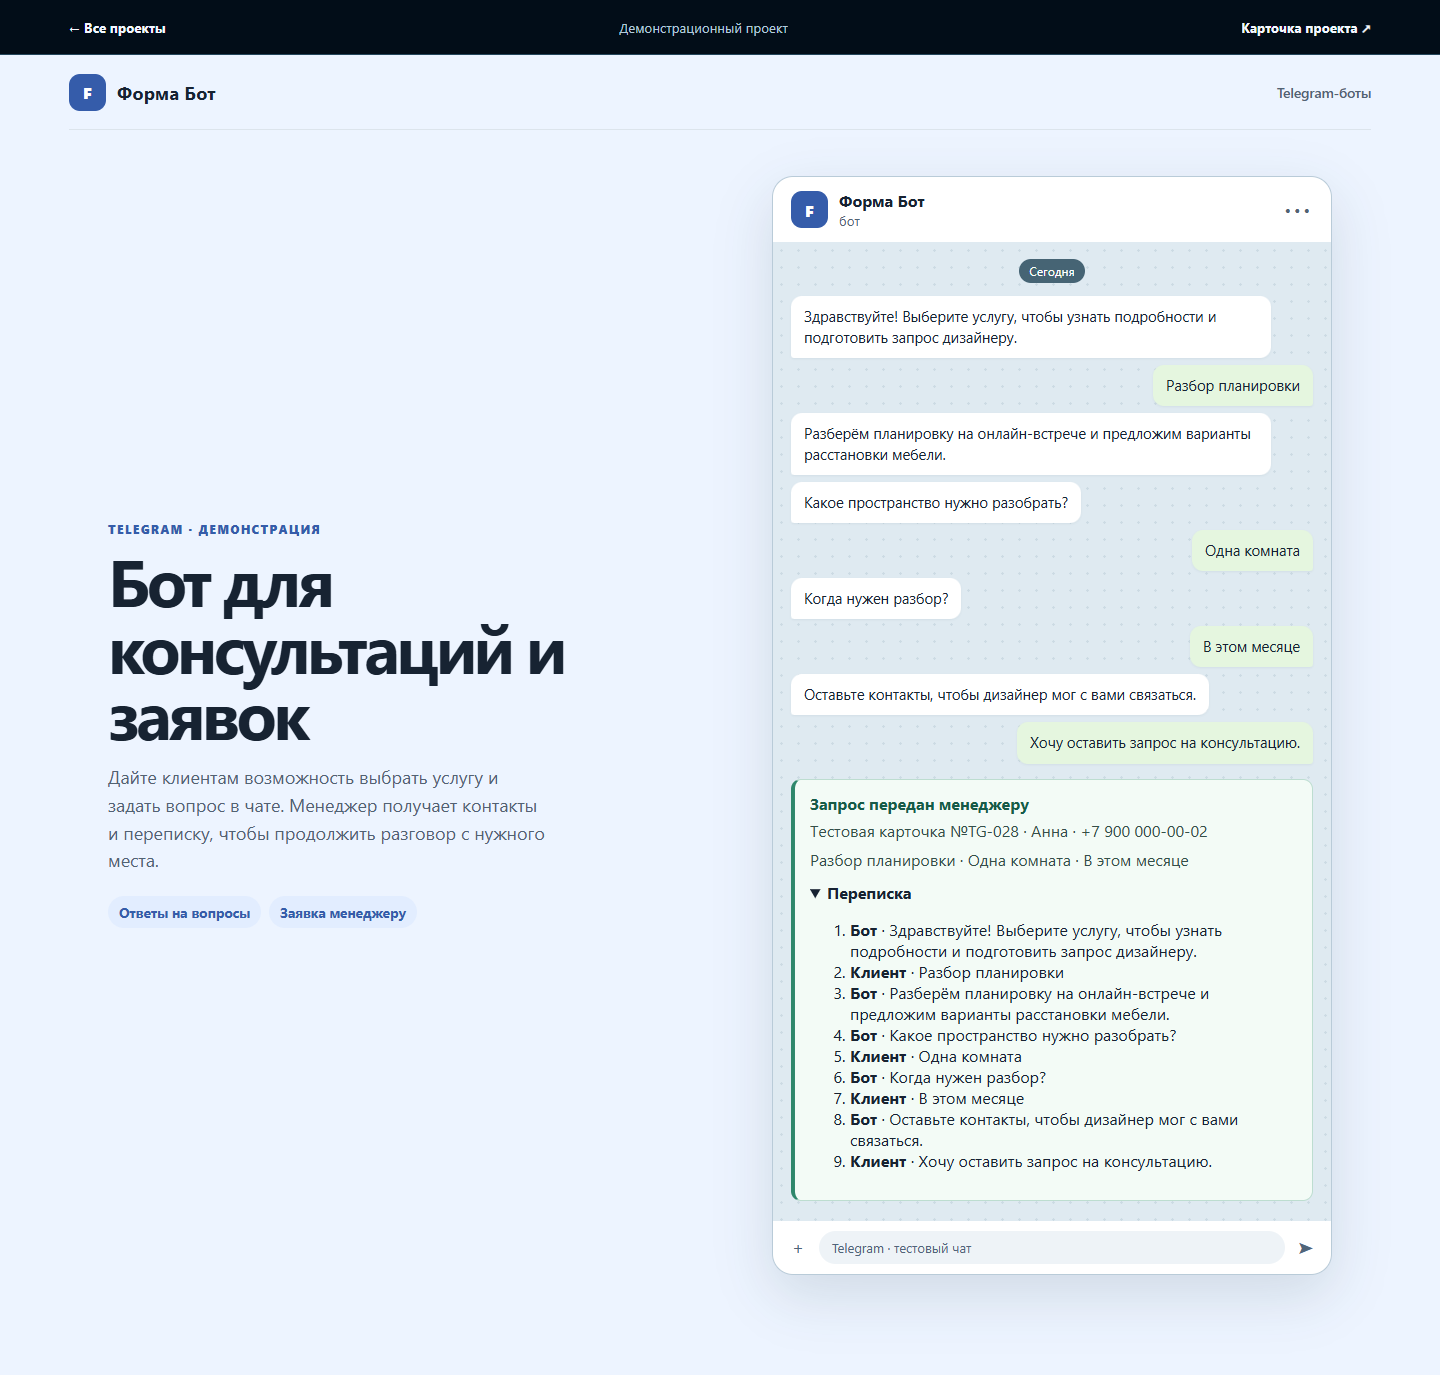 ← Все проекты
Демонстрационный проект
Карточка проекта ↗
F
Форма Бот
Telegram-боты
TELEGRAM · ДЕМОНСТРАЦИЯ
Бот для
консультаций и
заявок
Дайте клиентам возможность выбрать услугу и
задать вопрос в чате. Менеджер получает контакты
и переписку, чтобы продолжить разговор с нужного
места.
Ответы на вопросы
Заявка менеджеру
F
Форма Бот
бот
Сегодня
Здравствуйте! Выберите услугу, чтобы узнать подробности и
подготовить запрос дизайнеру.
Разбор планировки
Разберём планировку на онлайн-встрече и предложим варианты
расстановки мебели.
Какое пространство нужно разобрать?
Одна комната
Когда нужен разбор?
В этом месяце
Оставьте контакты, чтобы дизайнер мог с вами связаться.
Хочу оставить запрос на консультацию.
Запрос передан менеджеру
Тестовая карточка №TG-028 · Анна · +7 900 000-00-02
Разбор планировки · Одна комната · В этом месяце
▼ Переписка
1. Бот · Здравствуйте! Выберите услугу, чтобы узнать
подробности и подготовить запрос дизайнеру.
2. Клиент · Разбор планировки
3. Бот · Разберём планировку на онлайн-встрече и
предложим варианты расстановки мебели.
4. Бот · Какое пространство нужно разобрать?
5. Клиент · Одна комната
6. Бот · Когда нужен разбор?
7. Клиент · В этом месяце
8. Бот · Оставьте контакты, чтобы дизайнер мог с вами
связаться.
9. Клиент · Хочу оставить запрос на консультацию.
+
Telegram · тестовый чат